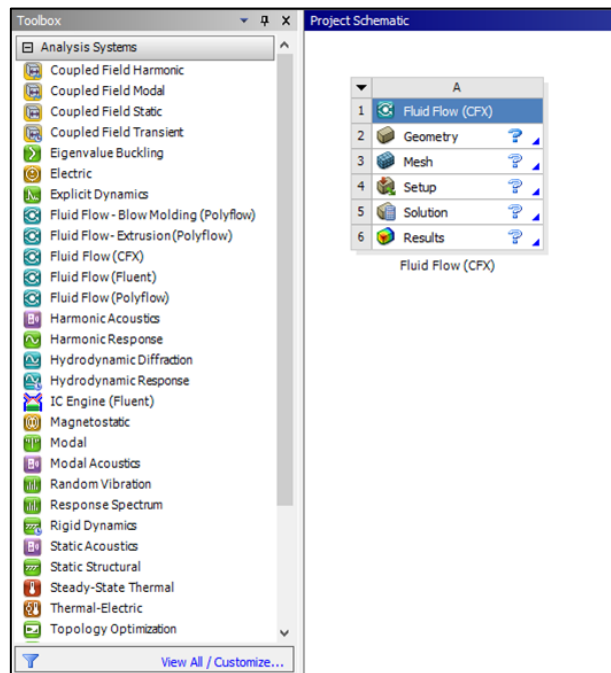 Toolbox
Analysis Systems
Coupled Field Harmonic
Coupled Field Modal
Coupled Field Static
Coupled Field Transient
Eigenvalue Buckling
Electric
Explicit Dynamics
Fluid Flow - Blow Molding (Polyflow)
Fluid Flow - Extrusion (Polyflow)
Fluid Flow (CFX)
Fluid Flow (Fluent)
Fluid Flow (Polyflow)
Harmonic Acoustics
Harmonic Response
Hydrodynamic Diffraction
Hydrodynamic Response
IC Engine (Fluent)
Magnetostatic
Modal
Modal Acoustics
Random Vibration
Response Spectrum
Rigid Dynamics
Static Acoustics
Static Structural
Steady-State Thermal
Thermal-Electric
Topology Optimization
View All / Customize...
Project Schematic
A
1 Fluid Flow (CFX)
2 Geometry ?
3 Mesh ?
4 Setup ?
5 Solution ?
6 Results ?
Fluid Flow (CFX)